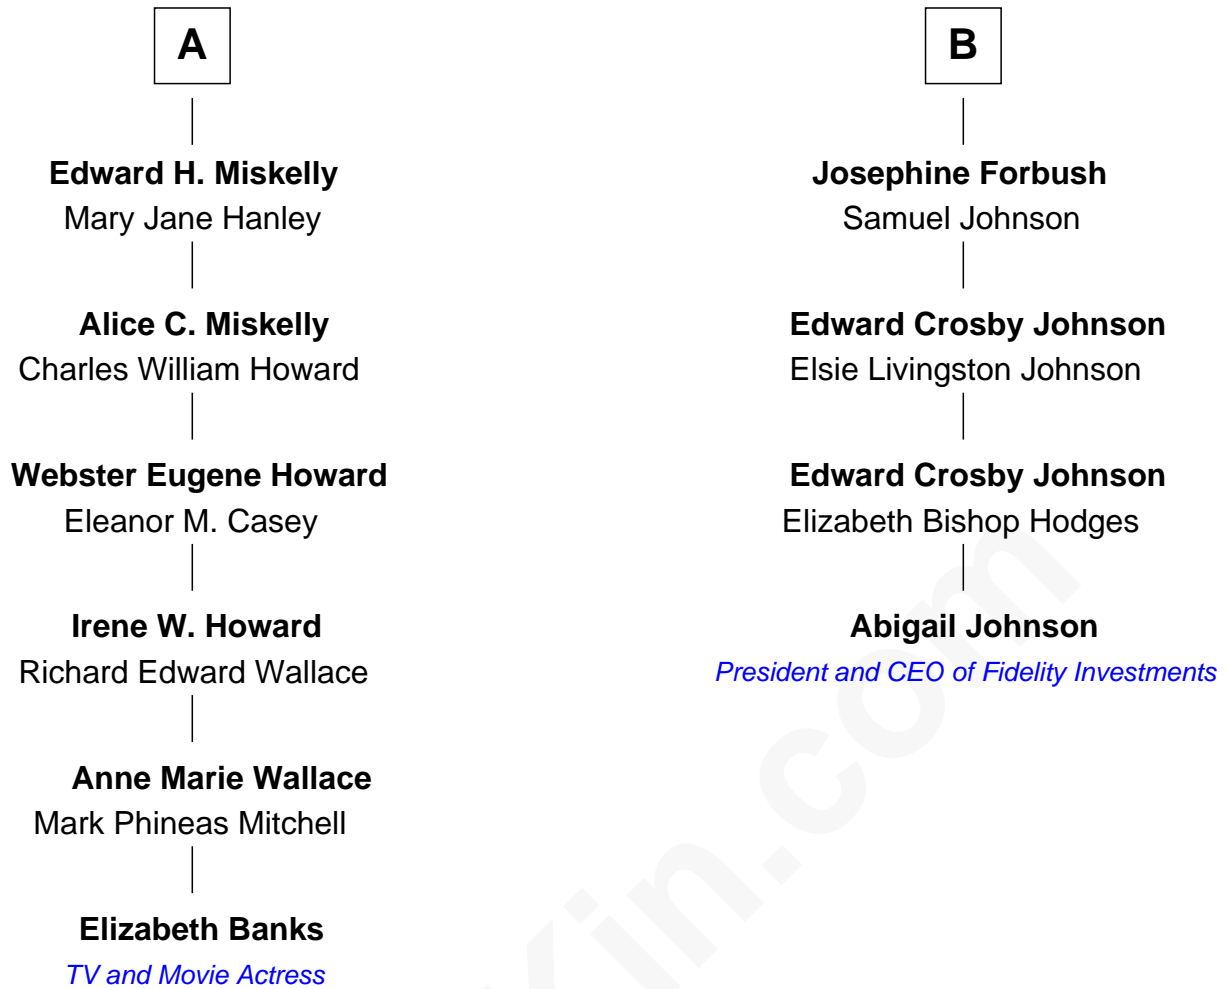 A
Edward H. Miskelly
Mary Jane Hanley
Alice C. Miskelly
Charles William Howard
Webster Eugene Howard
Eleanor M. Casey
Irene W. Howard
Richard Edward Wallace
Anne Marie Wallace
Mark Phineas Mitchell
Elizabeth Banks
TV and Movie Actress
B
Josephine Forbush
Samuel Johnson
Edward Crosby Johnson
Elsie Livingston Johnson
Edward Crosby Johnson
Elizabeth Bishop Hodges
Abigail Johnson
President and CEO of Fidelity Investments
Kin.com